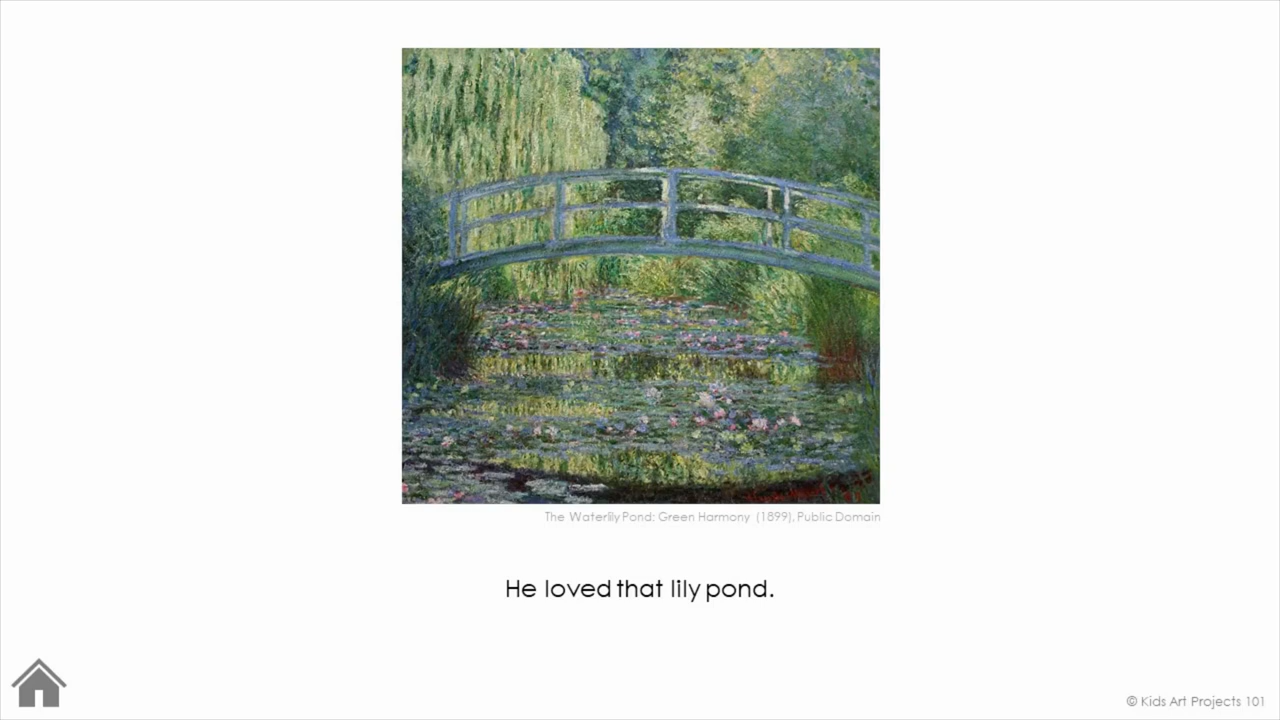 The Waterlily Pond: Green Harmony (1899), Public Domain
He loved that lily pond.
© Kids Art Projects 101